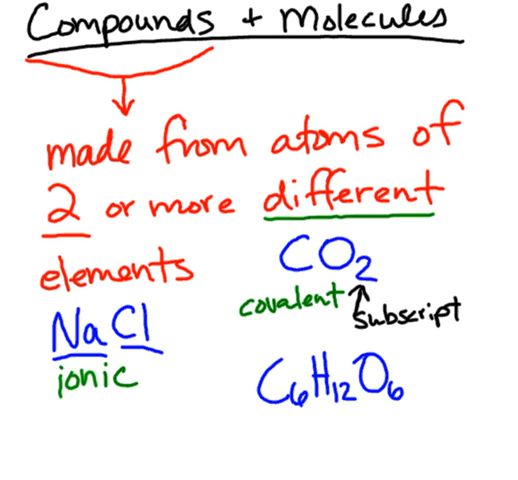 Compounds + Molecules
made from atoms of
2 or more different
elements
CO₂
covalent
subscript
NaCl
ionic
C₆H₁₂O₆